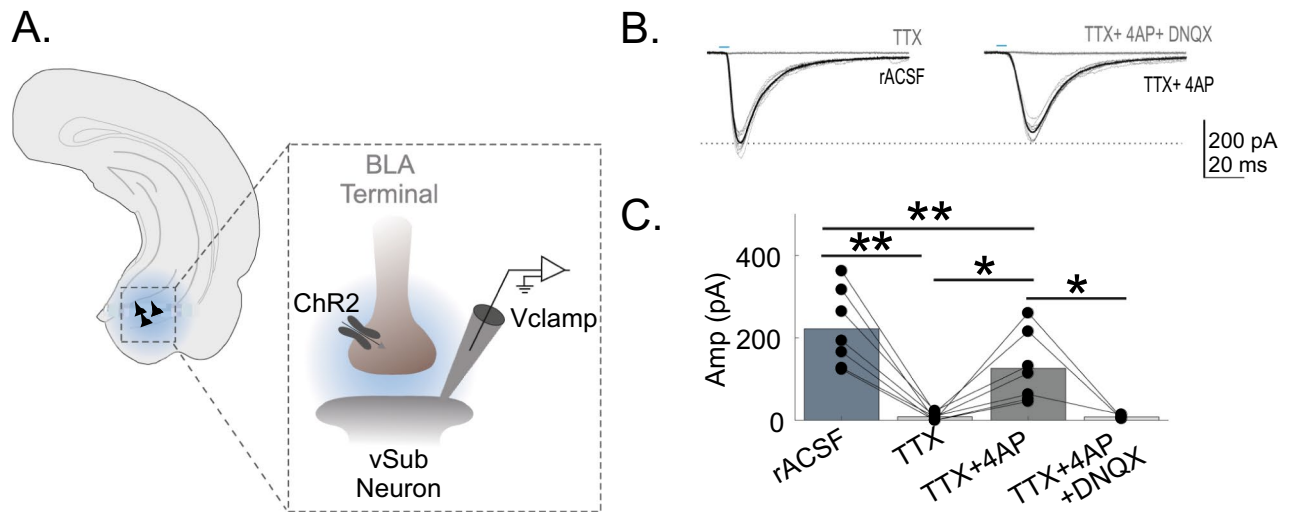 A.
BLA
Terminal
ChR2
Vclamp
vSub
Neuron
B.
TTX
rACSF
TTX+ 4AP+ DNQX
TTX+ 4AP
200 pA
20 ms
C.
Amp (pA)
400
200
0
** 
**
*
*
rACSF
TTX
TTX+4AP
TTX+4AP
+DNQX